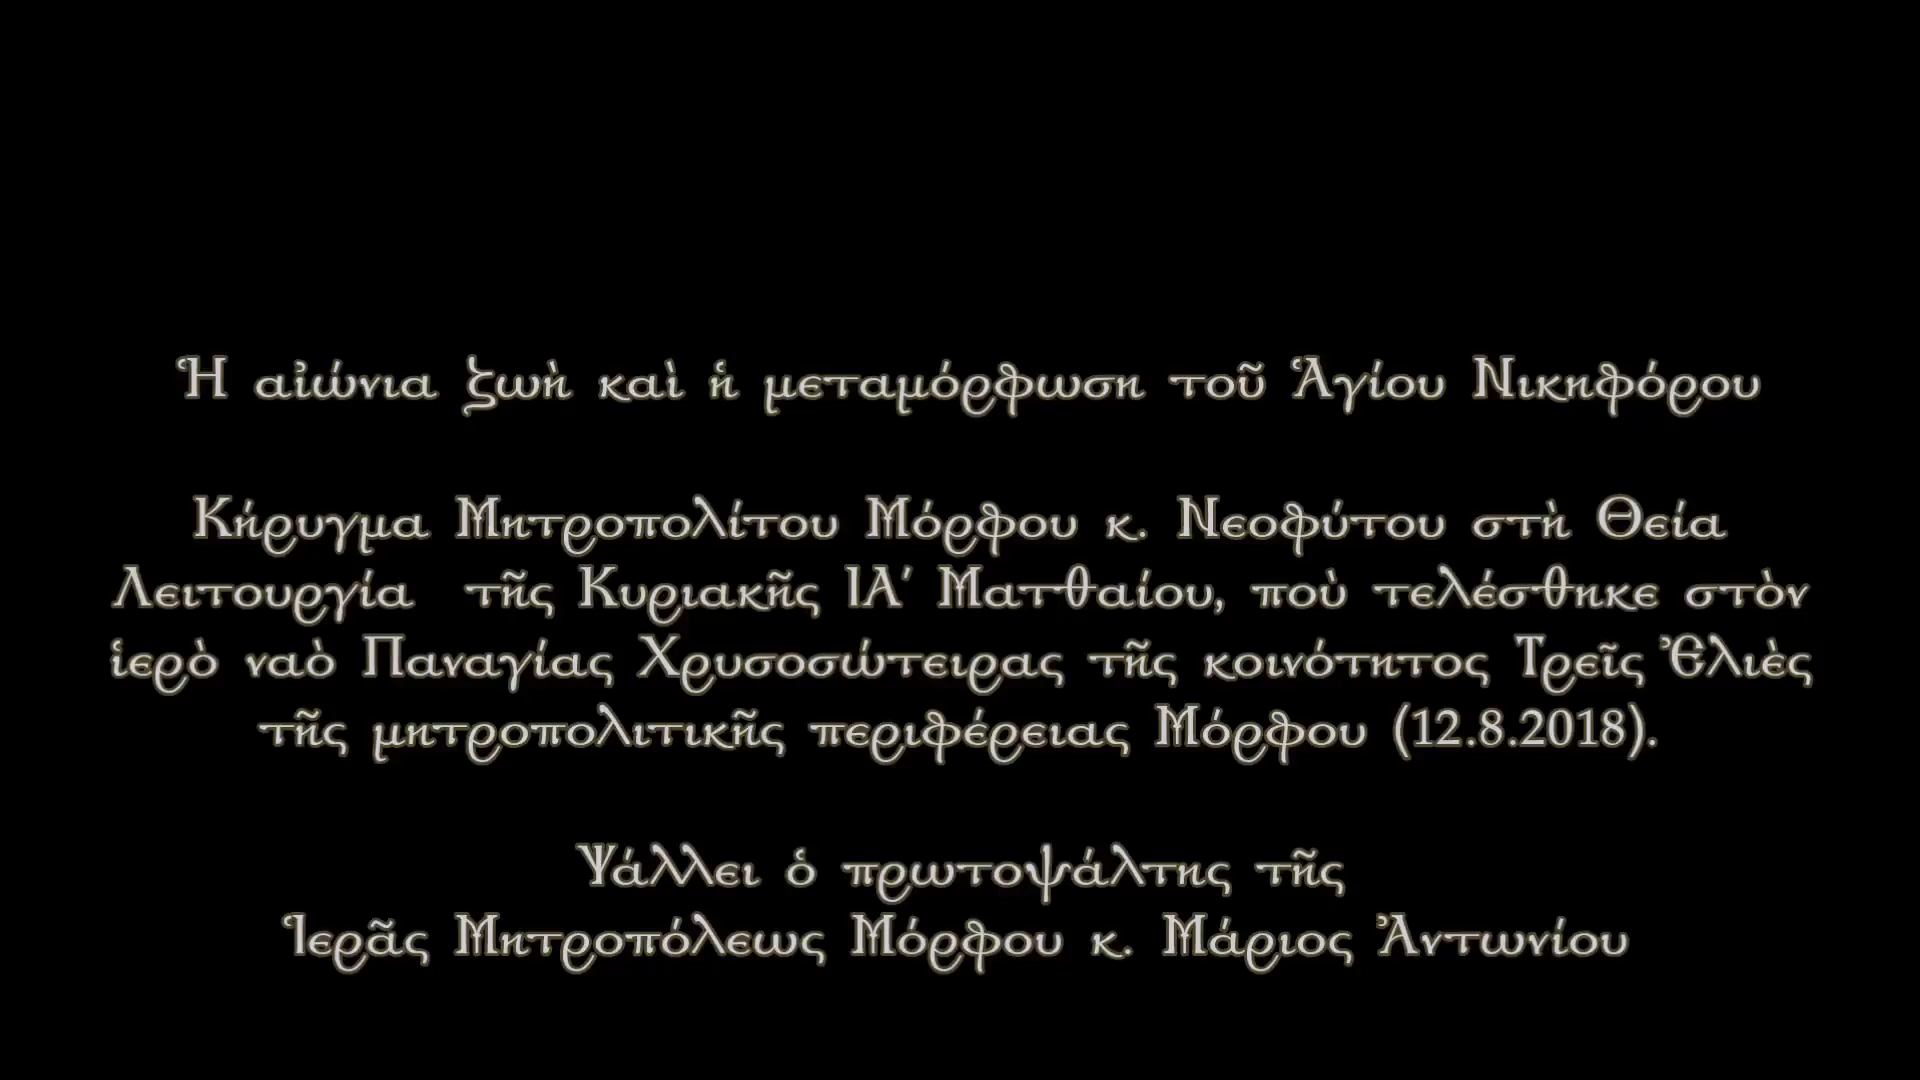 Ἡ αἰώνια ζωὴ καὶ ἡ μεταμόρφωση τοῦ Ἁγίου Νικηφόρου
Κήρυγμα Μητροπολίτου Μόρφου κ. Νεοφύτου στὴ Θεία
Λειτουργία τῆς Κυριακῆς ΙΑ΄ Ματθαίου, ποὺ τελέσθηκε στὸν
ἱερὸ ναὸ Παναγίας Χρυσοσώτειρας τῆς κοινότητος Τρεῖς Ἐλιὲς
τῆς μητροπολιτικῆς περιφέρειας Μόρφου (12.8.2018).
Ψάλλει ὁ πρωτοψάλτης τῆς
Ἱερᾶς Μητροπόλεως Μόρφου κ. Μάριος Ἀντωνίου